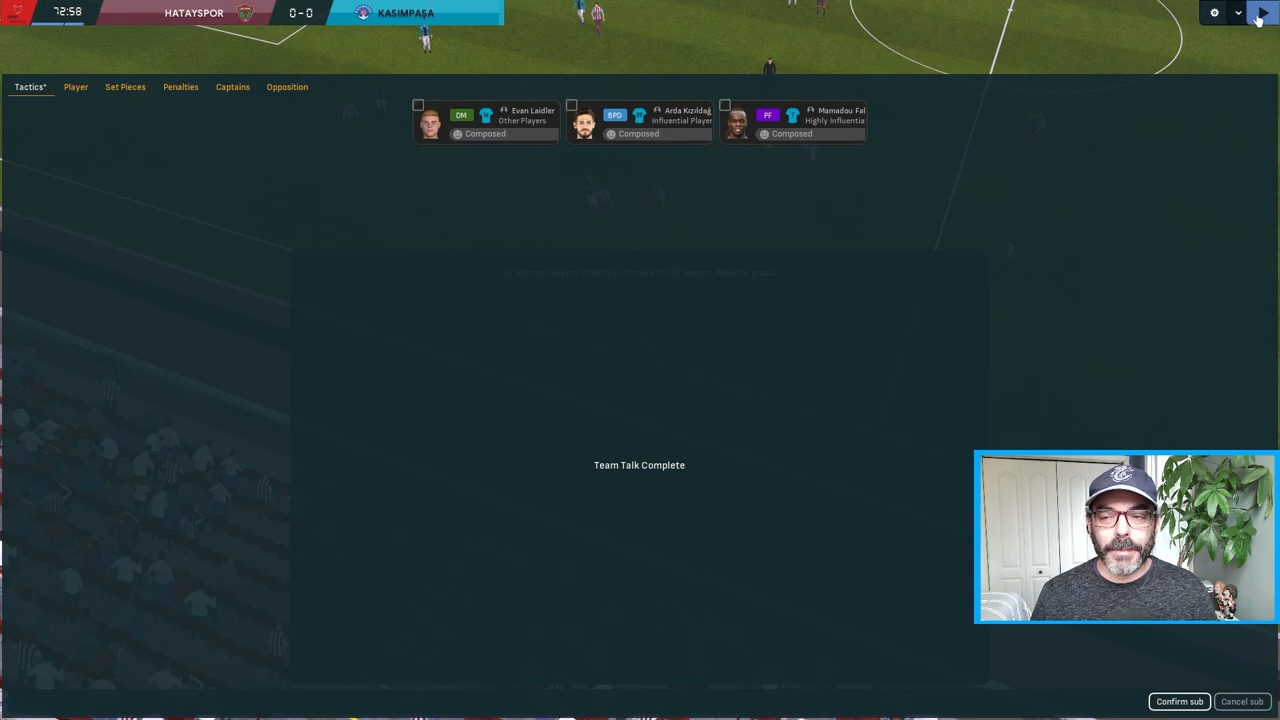 72:58
HATAYSPOR
0-0
KASIMPAŞA
Tactics*
Player
Set Pieces
Penalties
Captains
Opposition
DM
Evan Laidler
Other Players
Composed
BPD
Arda Kızıldağ
Influential Player
Composed
PF
Mamadou Fal
Highly Influentia
Composed
Team Talk Complete
Confirm sub
Cancel sub